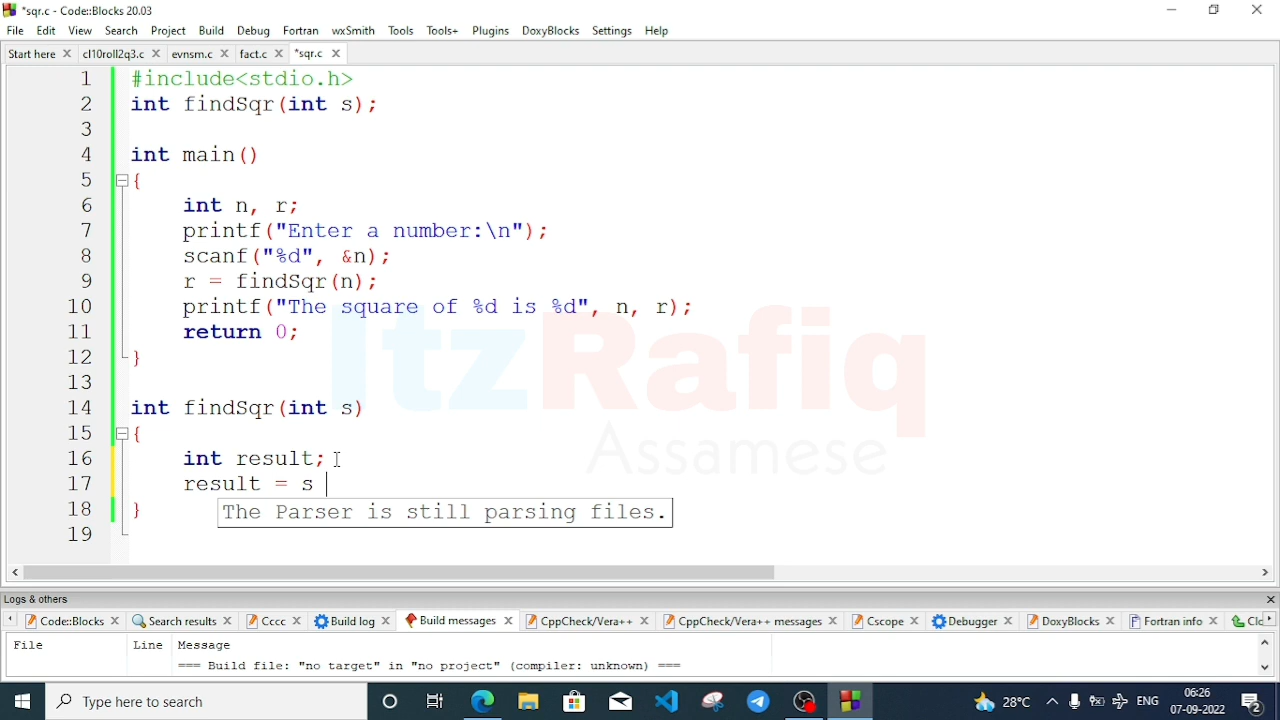 *sqr.c - Code::Blocks 20.03
File Edit View Search Project Build Debug Fortran wxSmith Tools Tools+ Plugins DoxyBlocks Settings Help
Start here cl10roll2q3.c evnsm.c fact.c *sqr.c
1 #include<stdio.h>
2 int findSqr(int s);
3
4 int main()
5 {
6 int n, r;
7 printf("Enter a number:\n");
8 scanf("%d", &n);
9 r = findSqr(n);
10 printf("The square of %d is %d", n, r);
11 return 0;
12 }
13
14 int findSqr(int s)
15 {
16 int result;
17 result = s
18 }
The Parser is still parsing files.
19
ItzRafiq
Assamese
Logs & others
Code::Blocks Search results Cccc Build log Build messages CppCheck/Vera++ CppCheck/Vera++ messages Cscope Debugger DoxyBlocks Fortran info Clo
File Line Message
=== Build file: "no target" in "no project" (compiler: unknown) ===
Type here to search 28°C ENG 06:26
07-09-2022 2